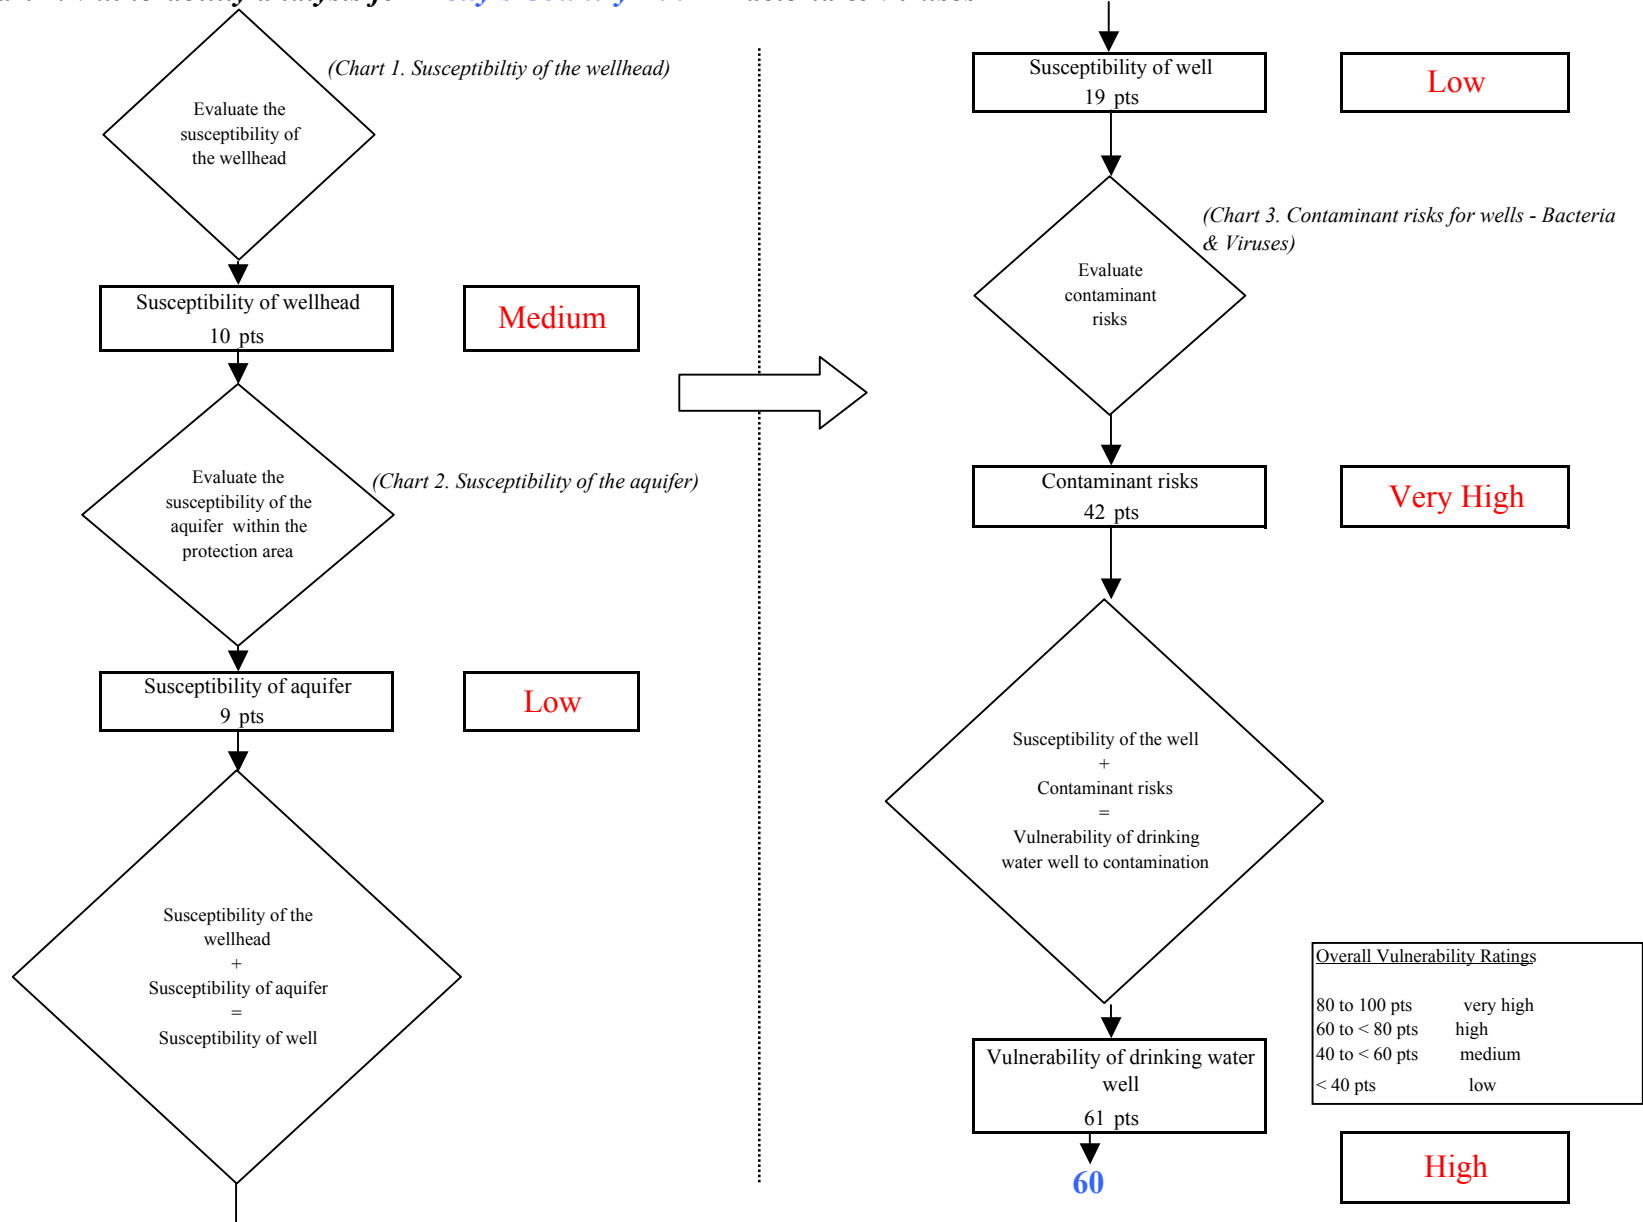 (Chart 1. Susceptibiltiy of the wellhead)
Evaluate the
susceptibility of
the wellhead
Susceptibility of wellhead
10 pts
Medium
Evaluate the
susceptibility of the
aquifer within the
protection area
(Chart 2. Susceptibility of the aquifer)
Susceptibility of aquifer
9 pts
Low
Susceptibility of the
wellhead
+
Susceptibility of aquifer
=
Susceptibility of well
Susceptibility of well
19 pts
Low
(Chart 3. Contaminant risks for wells - Bacteria
& Viruses)
Evaluate
contaminant
risks
Contaminant risks
42 pts
Very High
Susceptibility of the well
+
Contaminant risks
=
Vulnerability of drinking
water well to contamination
Overall Vulnerability Ratings
80 to 100 pts very high
60 to < 80 pts high
40 to < 60 pts medium
< 40 pts low
Vulnerability of drinking water
well
61 pts
60
High